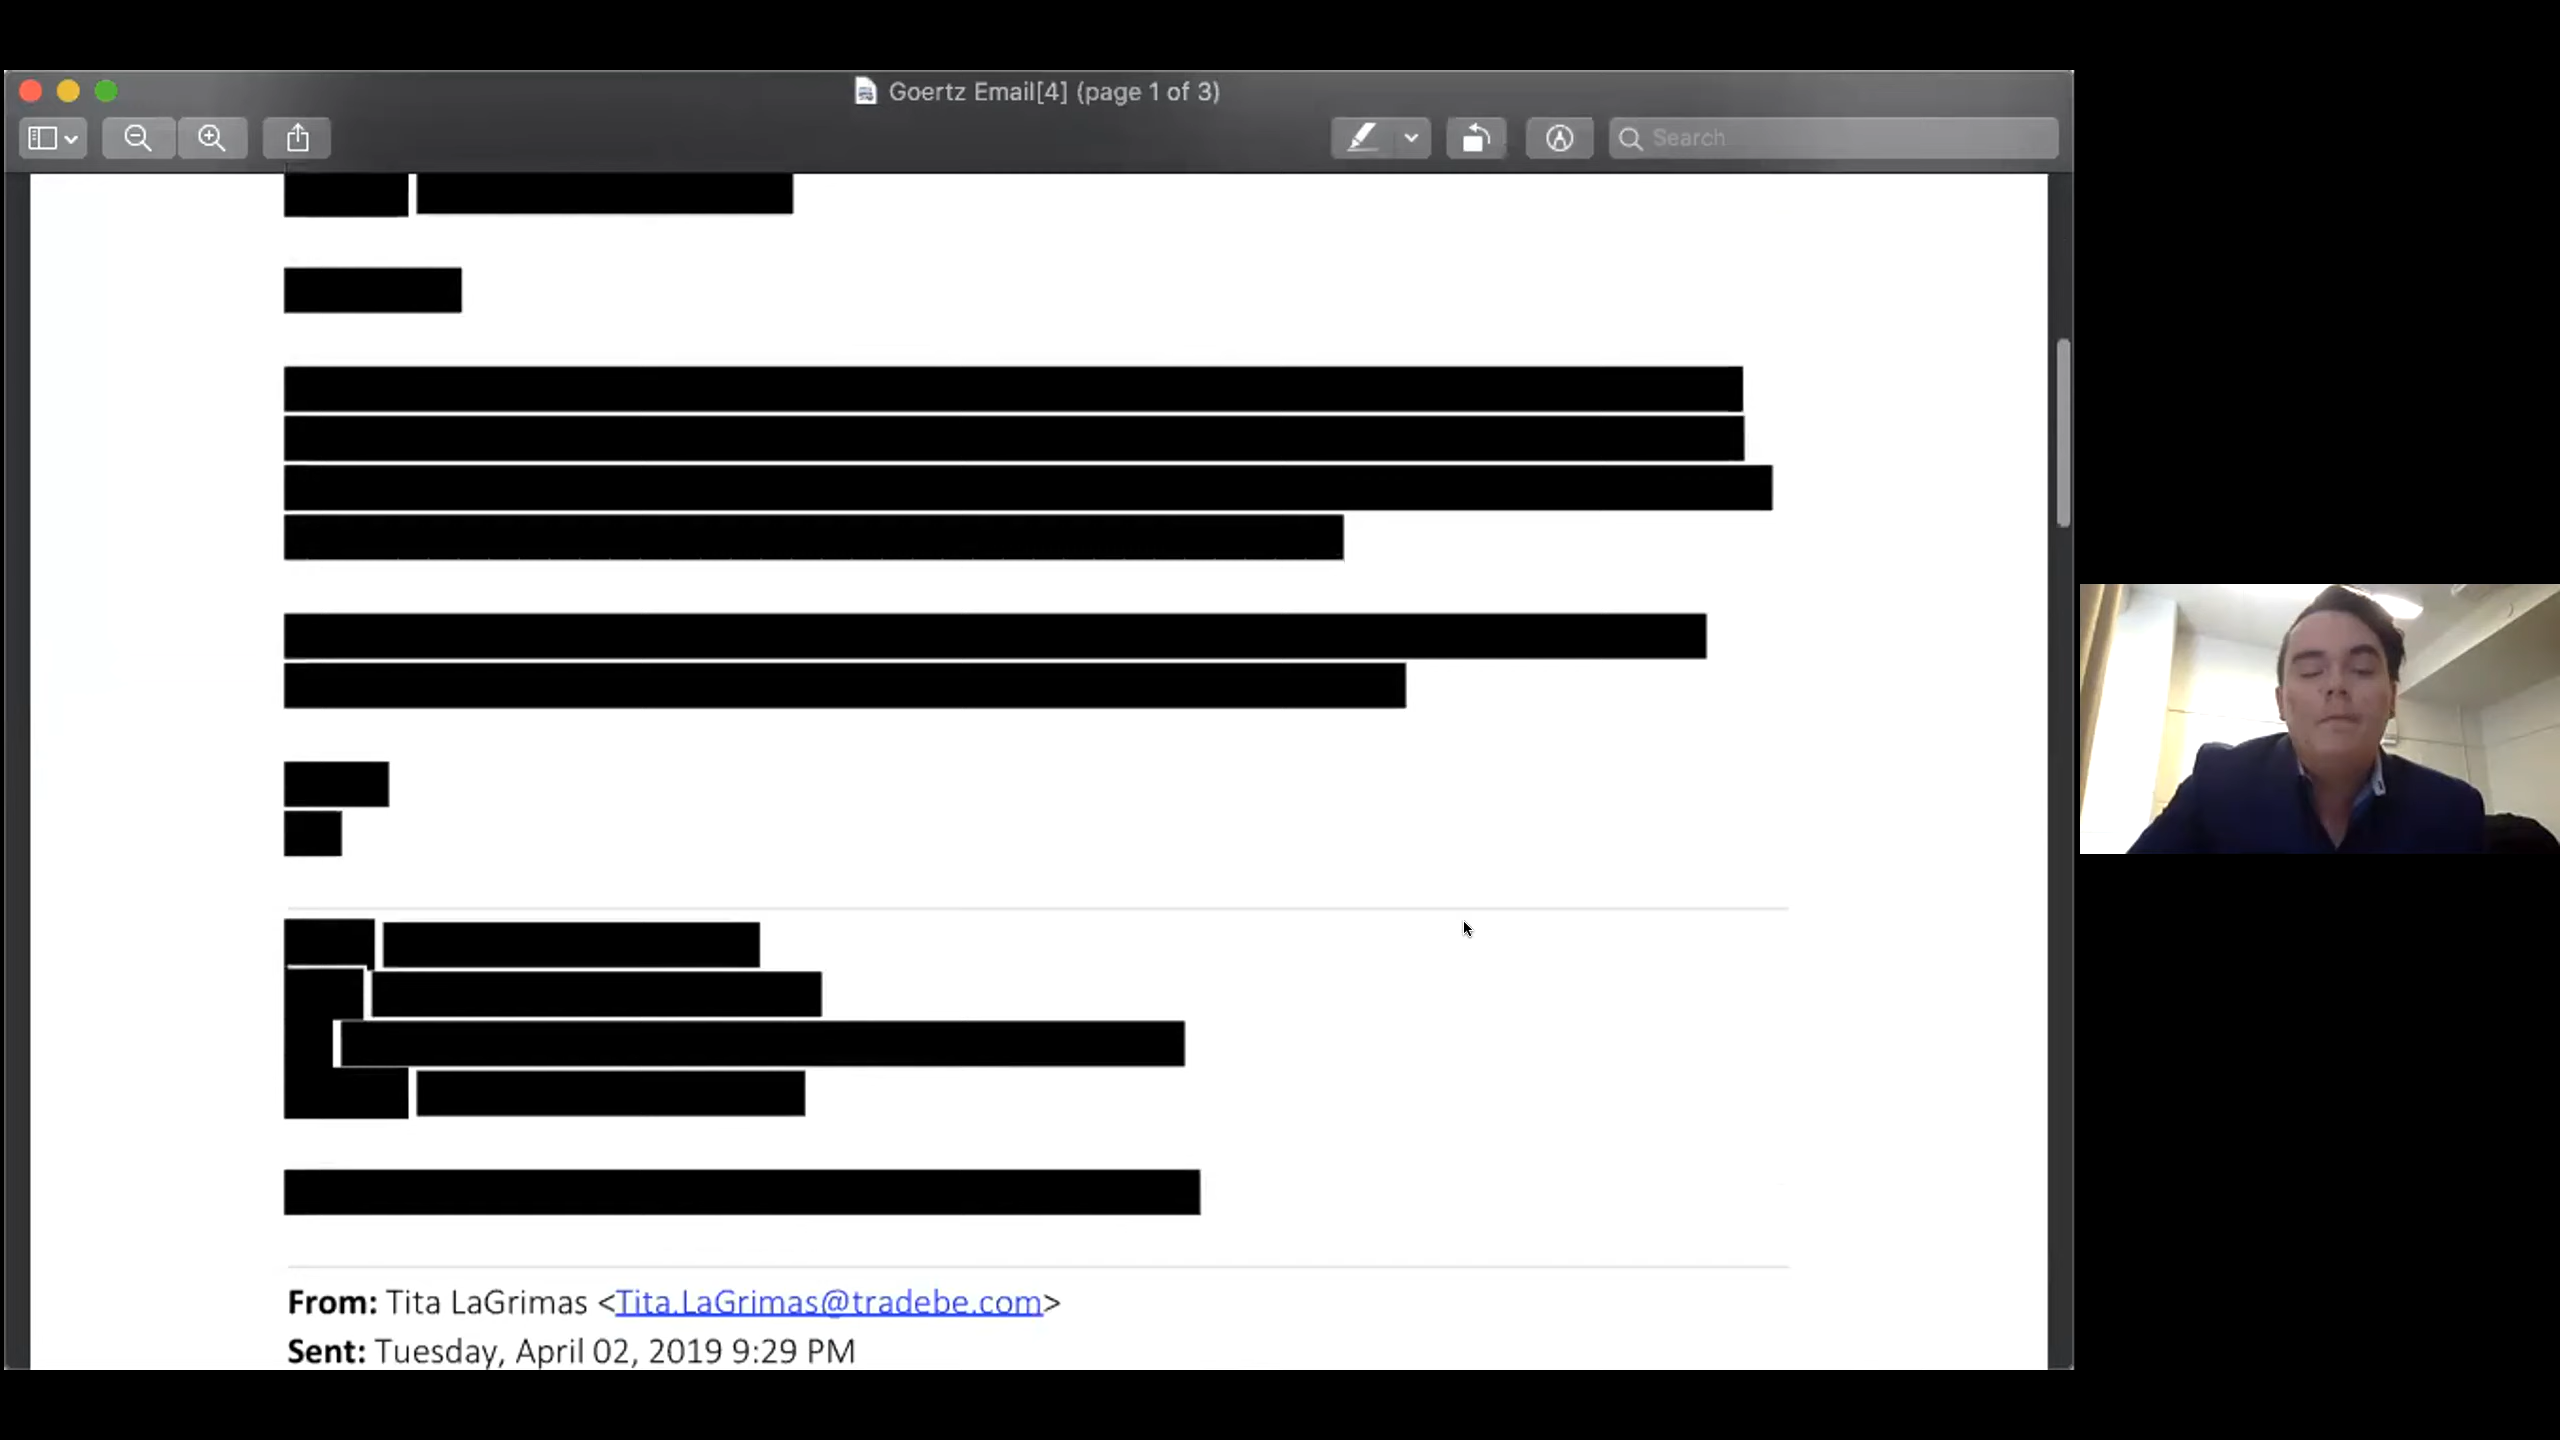 Goertz Email[4] (page 1 of 3)
Search
From: Tita LaGrimas <Tita.LaGrimas@tradebe.com>
Sent: Tuesday, April 02, 2019 9:29 PM